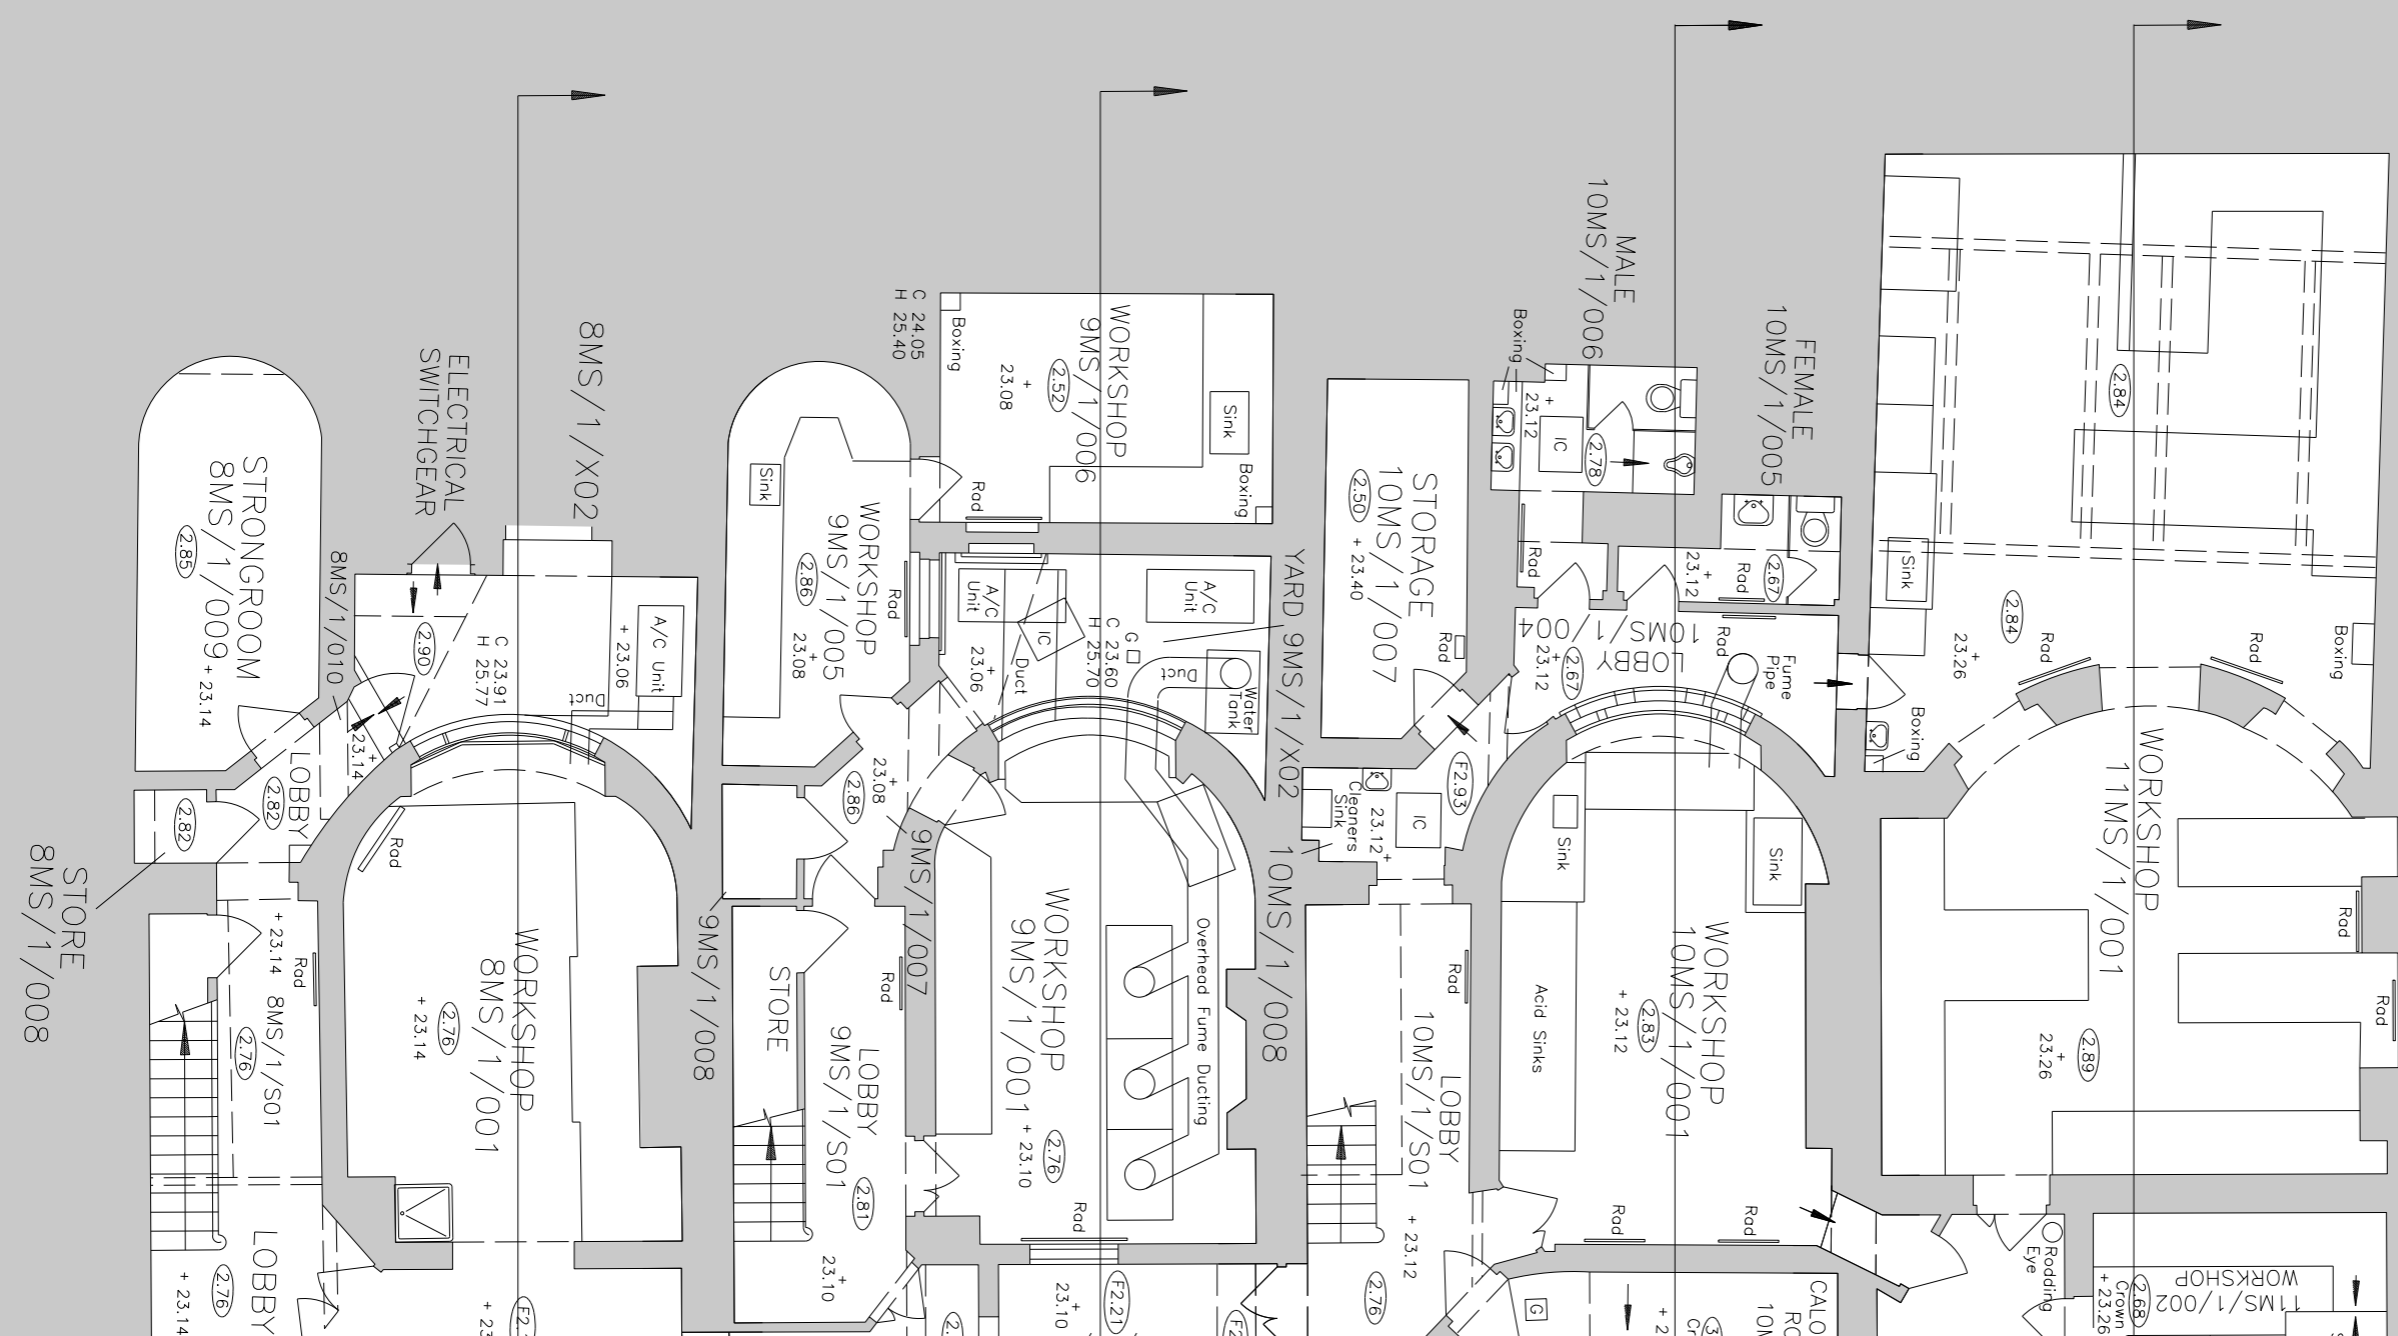 STORE
8MS/1/008
STRONGROOM
8MS/1/009
+ 23.14
2.85
ELECTRICAL
SWITCHGEAR
8MS/1/X02
8MS/1/010
2.90
C 23.91
H 25.77
+ 23.06
A/C Unit
Duct
+
23.14
LOBBY
2.82
2.82
Rad
+ 23.14
8MS/1/S01
Rad
2.76
WORKSHOP
8MS/1/001
2.76
+ 23.14
LOBBY
2.76
+ 23.14
C 24.05
H 25.40
Boxing
WORKSHOP
9MS/1/006
2.52
+
23.08
Sink
Boxing
Rad
Sink
WORKSHOP
9MS/1/005
2.86
+
23.08
Rad
A/C
Unit
A/C
Unit
IC
Duct
+
23.06
C 23.60
H 25.70
G
Duct
Water
Tank
YARD 9MS/1/X02
+
23.08
2.86
9MS/1/007
9MS/1/008
STORE
Rad
LOBBY
9MS/1/S01
2.81
+
23.10
WORKSHOP
9MS/1/001
+ 23.10
2.76
Overhead Fume Ducting
Rad
+
23.10
F2.21
MALE
10MS/1/006
Boxing
+
23.12
IC
2.78
Rad
FEMALE
10MS/1/005
+
23.12
Rad
2.67
STORAGE
10MS/1/007
2.50
+ 23.40
Rad
LOBBY
10MS/1/
004
+
23.12
2.67
Rad
Fume
Pipe
F2.93
Cleaners
Sink
+
23.12
IC
10MS/1/008
Rad
LOBBY
10MS/1/S01
+ 23.12
2.76
Sink
Sink
Acid Sinks
WORKSHOP
10MS/1/001
2.83
+ 23.12
Rad
Rad
G
2.84
Sink
2.84
+
23.26
Rad
Rad
Boxing
Boxing
WORKSHOP
11MS/1/001
Rad
Rad
2.89
+
23.26
Rodding
Eye
WORKSHOP
11MS/1/002
2.68
Crown
+ 23.26